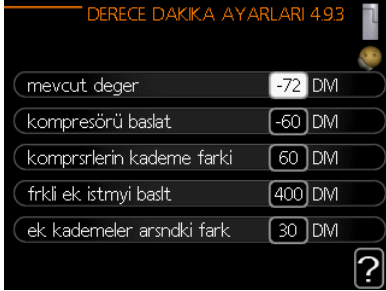 DERECE DAKIKA AYARLARI 4.9.3
mevcut deger -72 DM
kompresörü baslat -60 DM
komprsrlerin kademe farki 60 DM
frkli ek istmyi baslt 400 DM
ek kademeler arsndki fark 30 DM
?